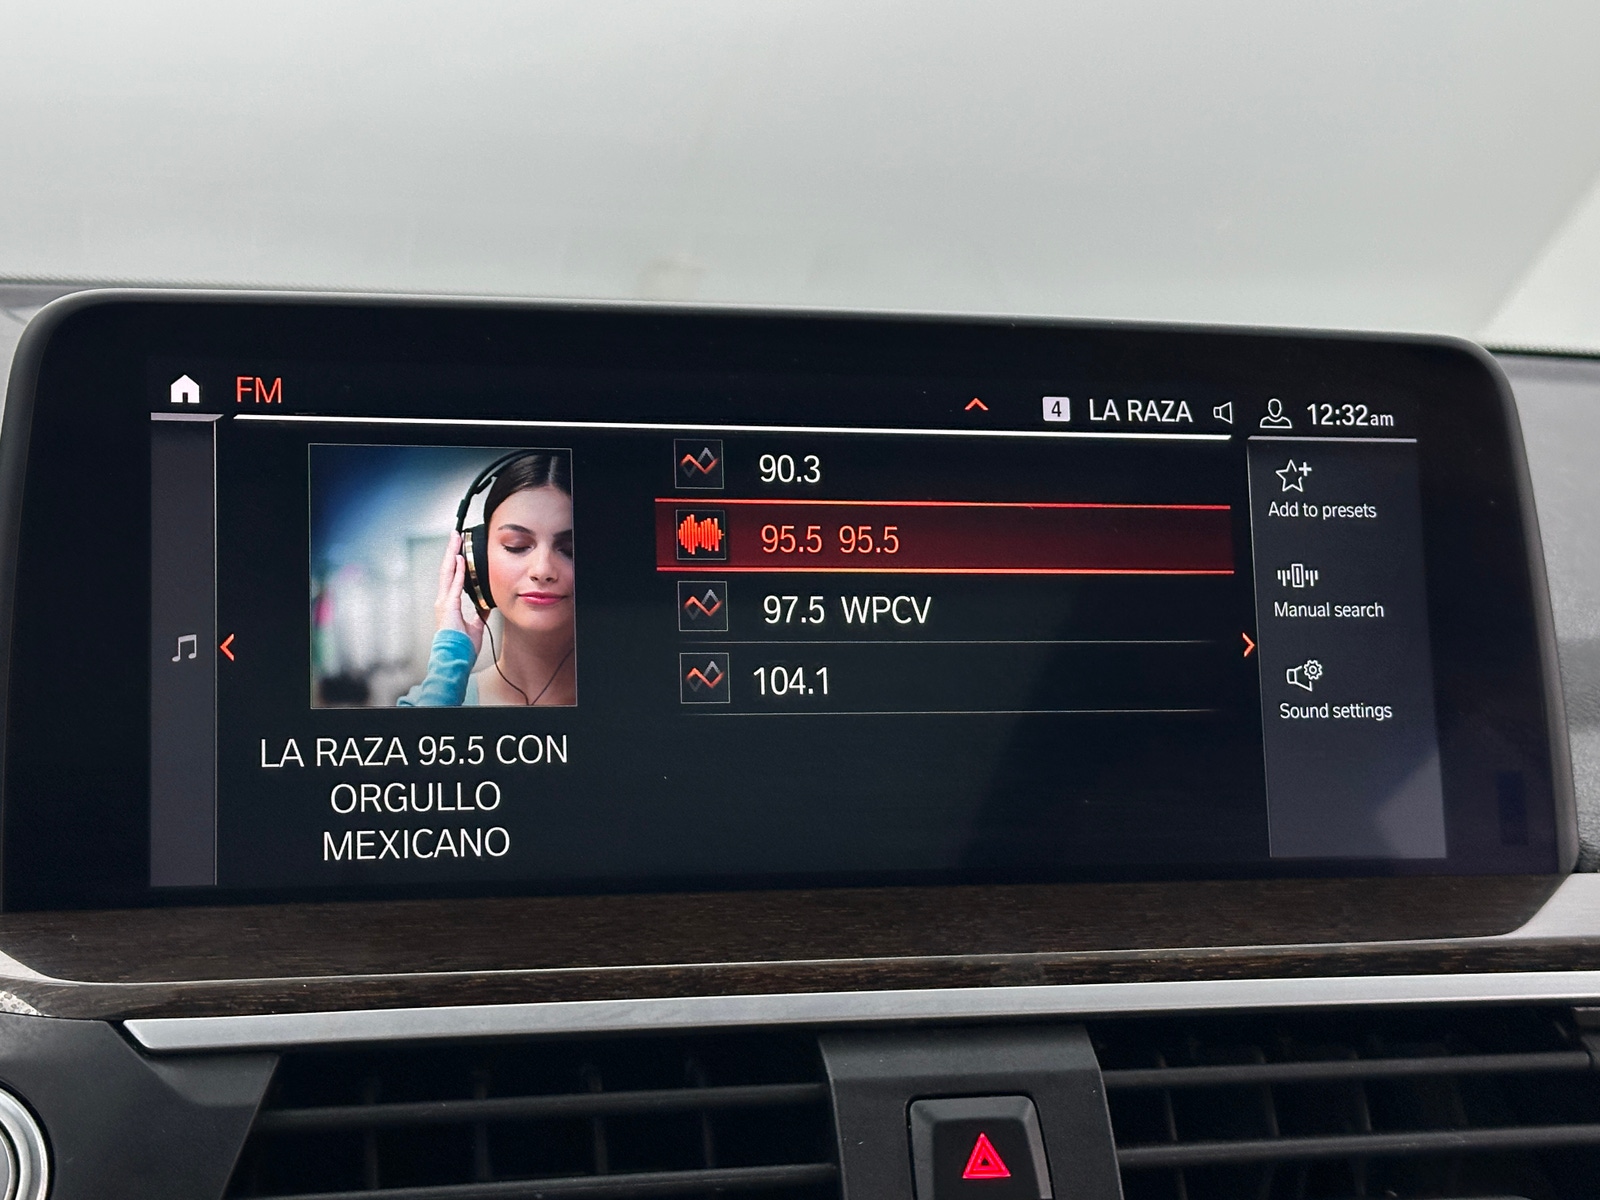 FM
4 LA RAZA 12:32am
90.3
95.5 95.5
97.5 WPCV
104.1
LA RAZA 95.5 CON
ORGULLO
MEXICANO
Add to presets
Manual search
Sound settings